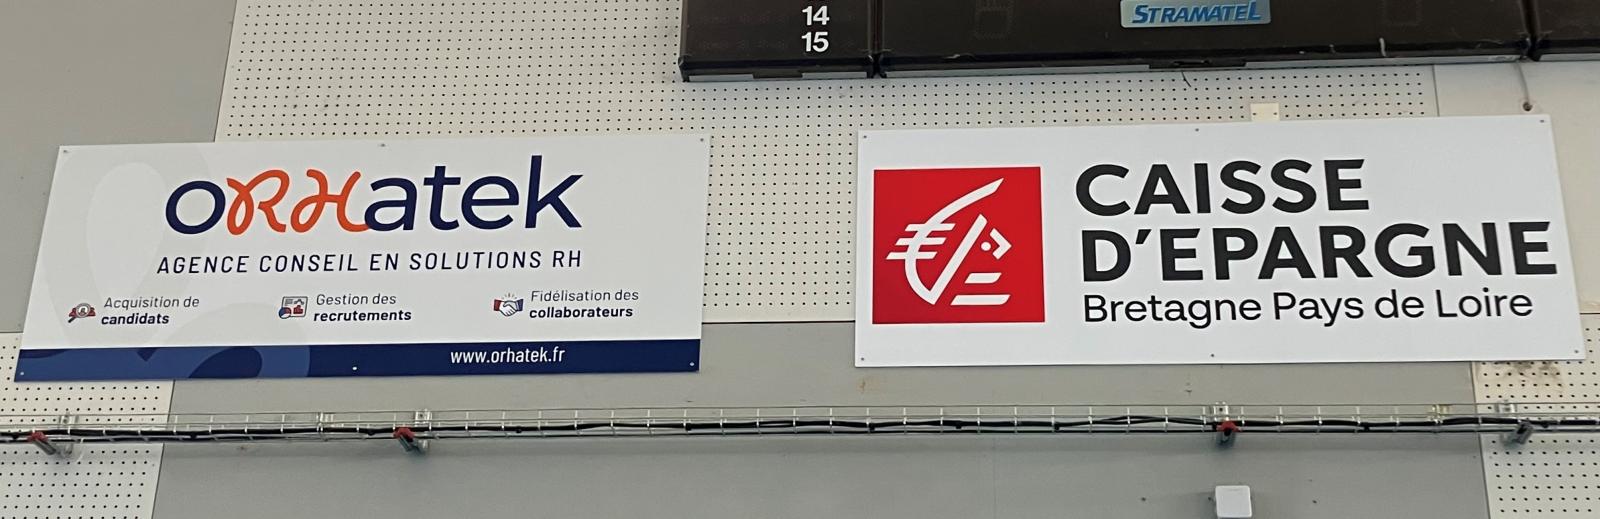 14
15
STRAMATEL
oRHatek
AGENCE CONSEIL EN SOLUTIONS RH
Acquisition de
candidats
Gestion des
recrutements
Fidélisation des
collaborateurs
www.orhatek.fr
CAISSE
D'EPARGNE
Bretagne Pays de Loire